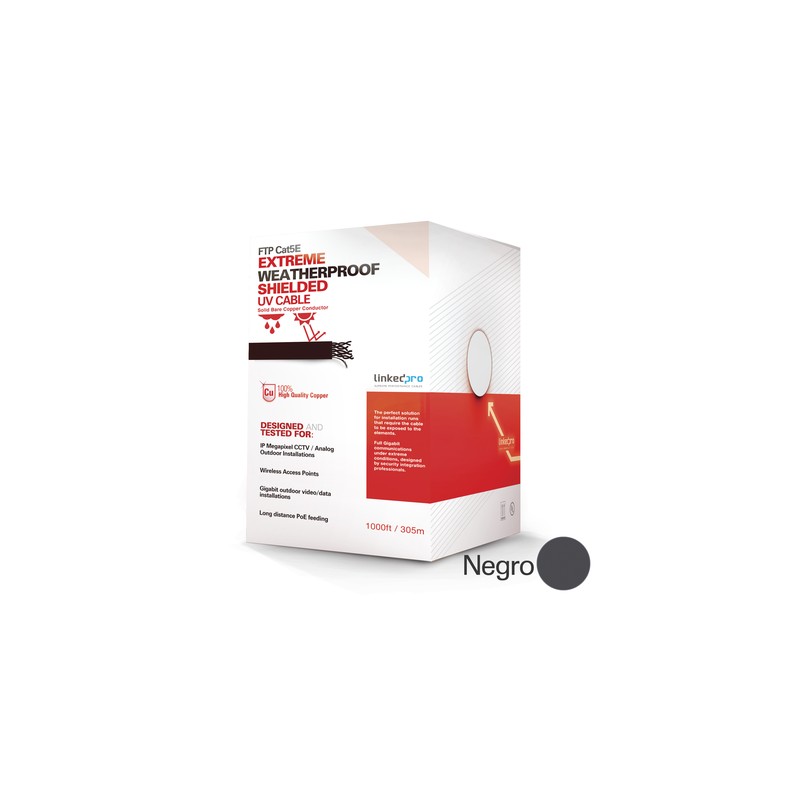 FTP Cat5E
EXTREME
WEATHERPROOF
SHIELDED
UV CABLE
Solid Bare Copper Conductor
Cu
100%
High Quality Copper
DESIGNED AND
TESTED FOR:
IP Megapixel CCTV / Analog
Outdoor Installations
Wireless Access Points
Gigabit outdoor video/data
installations
Long distance PoE feeding
linkedpro
The perfect solution
for installation runs
that require the cable
to be exposed to the
elements.
Full Gigabit
communications
under extreme
conditions, designed
by security integration
professionals.
1000ft / 305m
linkedpro
Negro